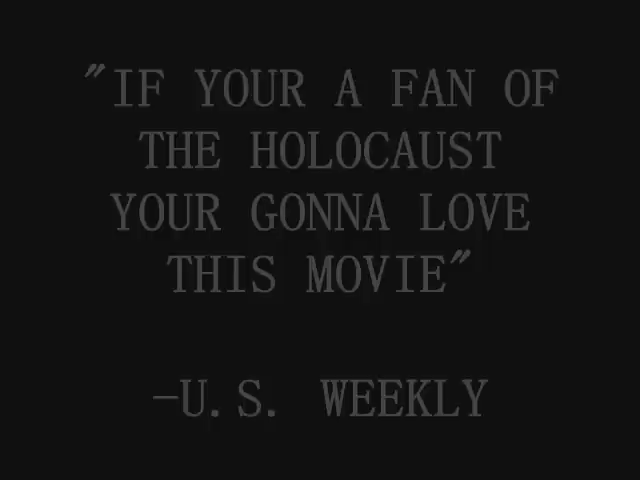 "IF YOUR A FAN OF
THE HOLOCAUST
YOUR GONNA LOVE
THIS MOVIE"
-U.S. WEEKLY